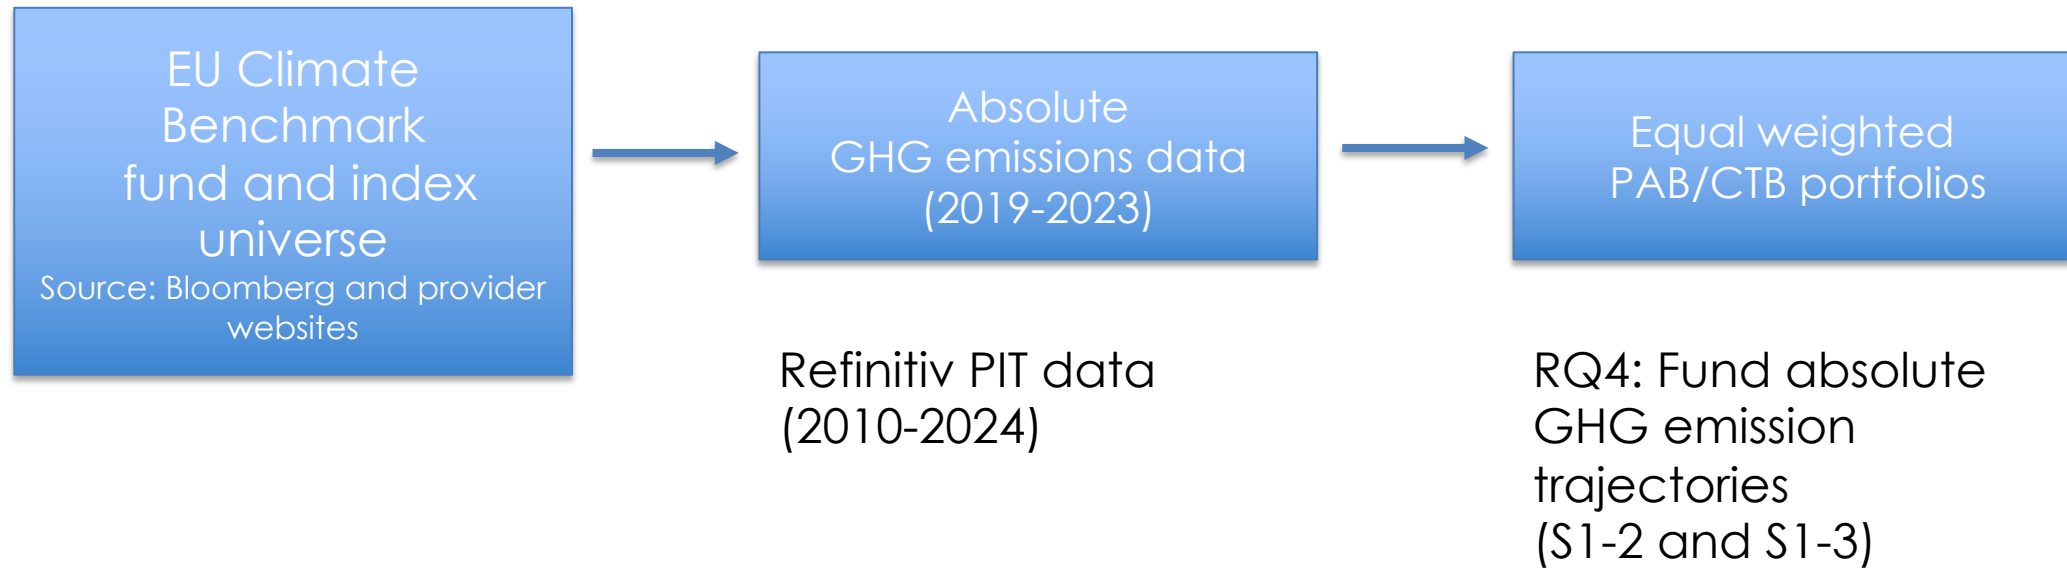 EU Climate
Benchmark
fund and index
universe
Source: Bloomberg and provider
websites
Absolute
GHG emissions data
(2019-2023)
Equal weighted
PAB/CTB portfolios
Refinitiv PIT data
(2010-2024)
RQ4: Fund absolute
GHG emission
trajectories
(S1-2 and S1-3)